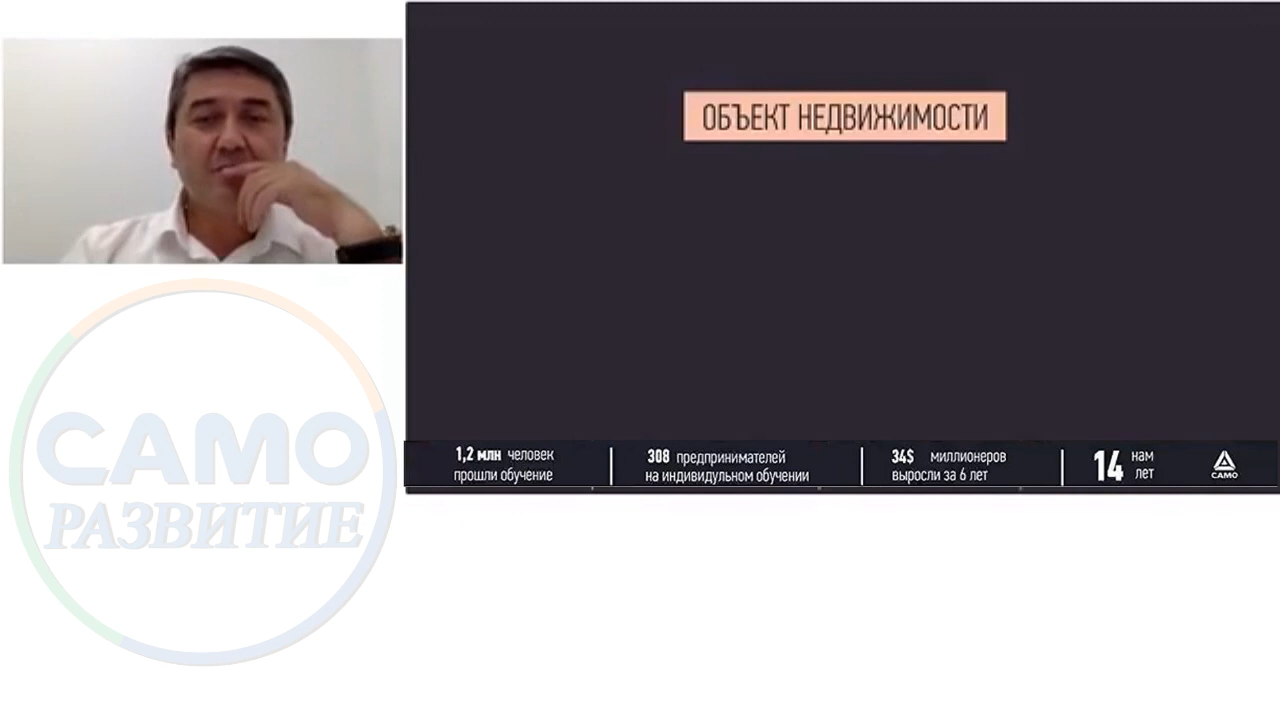 ОБЪЕКТ НЕДВИЖИМОСТИ
САМО
РАЗВИТИЕ
1,2 млн человек
прошли обучение
308 предпринимателей
на индивидульном обучении
34$ миллионеров
выросли за 6 лет
14 нам
лет
САМО